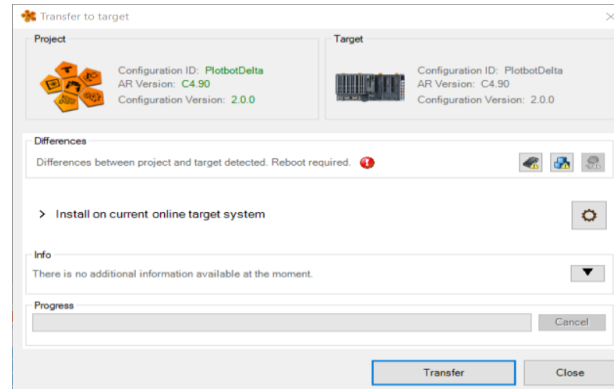 Transfer to target
Project
Configuration ID: PlotbotDelta
AR Version: C4.90
Configuration Version: 2.0.0
Target
Configuration ID: PlotbotDelta
AR Version: C4.90
Configuration Version: 2.0.0
Differences
Differences between project and target detected. Reboot required.
> Install on current online target system
Info
There is no additional information available at the moment.
Progress
Cancel
Transfer
Close